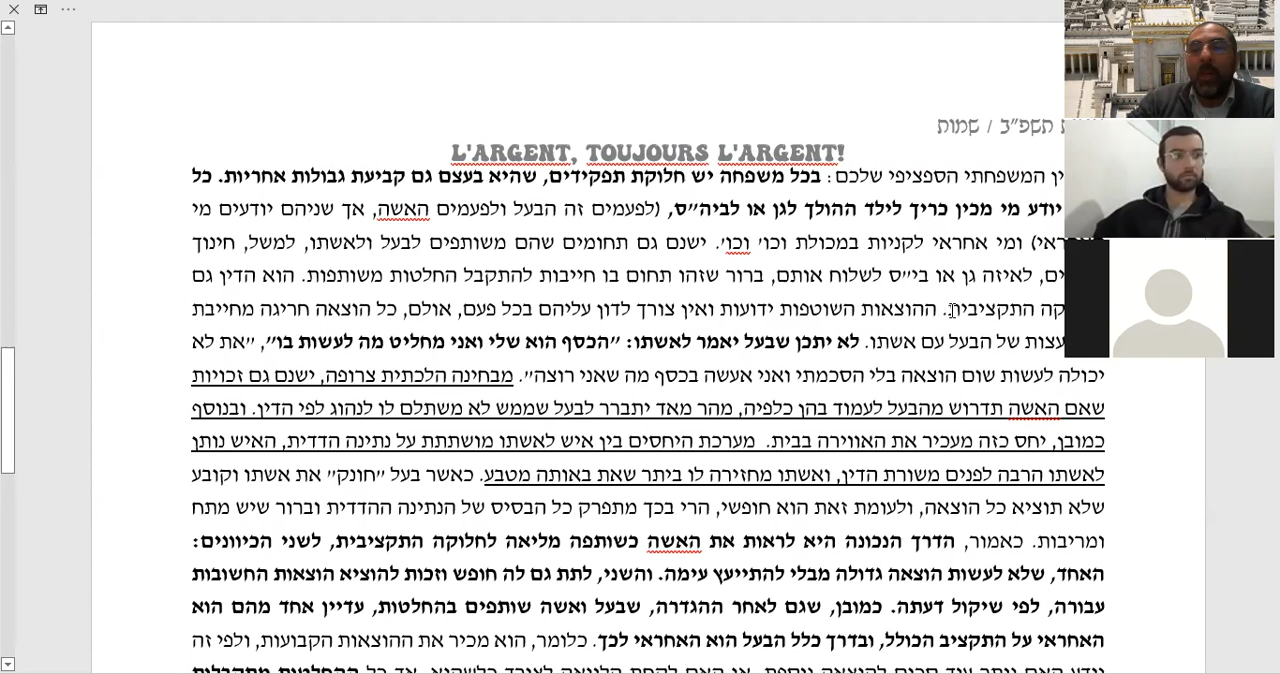 תשפ"ב / שמות
L'ARGENT, TOUJOURS L'ARGENT!
המשפחתי הספציפי שלכם: בכל משפחה יש חלוקת תפקידים, שהיא בעצם גם קביעת גבולות אחריות. כל
יודע מי מכין כריך לילד ההולך לגן או לביה"ס, (לפעמים זה הבעל ולפעמים האשה, אך שניהם יודעים מי
ומי אחראי לקניות במכולת וכו' וכו'. ישנם גם תחומים שהם משותפים לבעל ולאשתו, למשל, חינוך
לאיזה גן או בי"ס לשלוח אותם, ברור שזהו תחום בו חייבות להתקבל החלטות משותפות. הוא הדין גם
התקציבית. ההוצאות השוטפות ידועות ואין צורך לדון עליהם בכל פעם, אולם, כל הוצאה חריגה מחייבת
של הבעל עם אשתו. לא יתכן שבעל יאמר לאשתו: "הכסף הוא שלי ואני מחליט מה לעשות בו", "את לא
יכולה לעשות שום הוצאה בלי הסכמתי ואני אעשה בכסף מה שאני רוצה". מבחינה הלכתית צרופה, ישנם גם זכויות
שאם האשה תדרוש מהבעל לעמוד בהן כלפיה, מהר מאד יתברר לבעל שממש לא משתלם לו לנהוג לפי הדין. ובנוסף
כמובן, יחס כזה מעכיר את האווירה בבית. מערכת היחסים בין איש לאשתו מושתתת על נתינה הדדית, האיש נותן
לאשתו הרבה לפנים משורת הדין, ואשתו מחזירה לו ביתר שאת באותה מטבע. כאשר בעל "חונק" את אשתו וקובע
שלא תוציא כל הוצאה, ולעומת זאת הוא חופשי, הרי בכך מתפרק כל הבסיס של הנתינה ההדדית וברור שיש מתח
ומריבות. כאמור, הדרך הנכונה היא לראות את האשה כשותפה מליאה לחלוקה התקציבית, לשני הכיוונים:
האחד, שלא לעשות הוצאה גדולה מבלי להתייעץ עימה. והשני, לתת גם לה חופש וזכות להוציא הוצאות החשובות
עבורה, לפי שיקול דעתה. כמובן, שגם לאחר ההגדרה, שבעל ואשה שותפים בהחלטות, עדיין אחד מהם הוא
האחראי על התקציב הכולל, ובדרך כלל הבעל הוא האחראי לכך. כלומר, הוא מכיר את ההוצאות הקבועות, ולפי זה